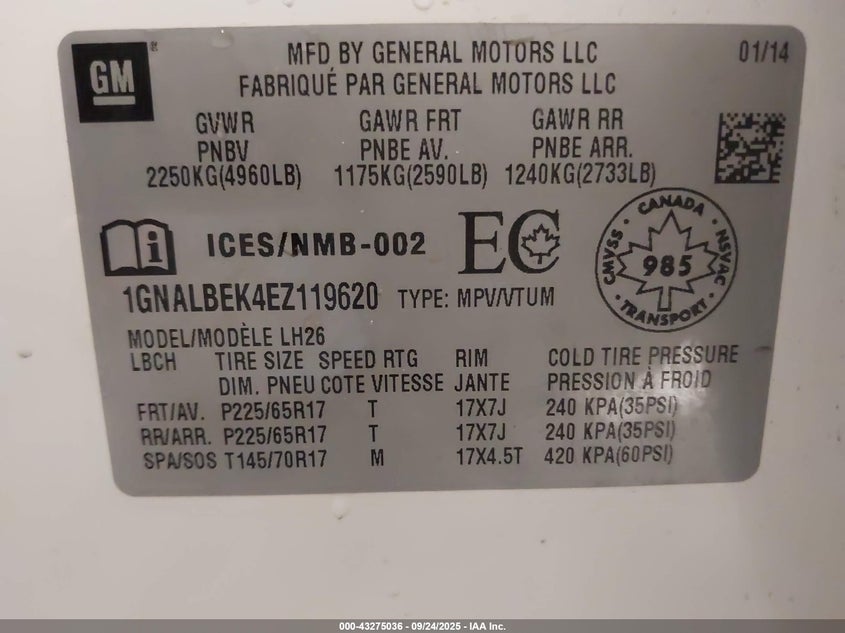 GM
MFD BY GENERAL MOTORS LLC 01/14
FABRIQUÉ PAR GENERAL MOTORS LLC
GVWR GAWR FRT GAWR RR
PNBV PNBE AV. PNBE ARR.
2250KG(4960LB) 1175KG(2590LB) 1240KG(2733LB)
ICES/NMB-002 EC
CANADA CMVSS 985 NSVAC TRANSPORT
1GNALBEK4EZ119620 TYPE: MPV/VTUM
MODEL/MODÈLE LH26
LBCH TIRE SIZE SPEED RTG RIM COLD TIRE PRESSURE
DIM. PNEU COTE VITESSE JANTE PRESSION À FROID
FRT/AV. P225/65R17 T 17X7J 240 KPA(35PSI)
RR/ARR. P225/65R17 T 17X7J 240 KPA(35PSI)
SPA/SOS T145/70R17 M 17X4.5T 420 KPA(60PSI)
000-43275036 - 09/24/2025 - IAA Inc.